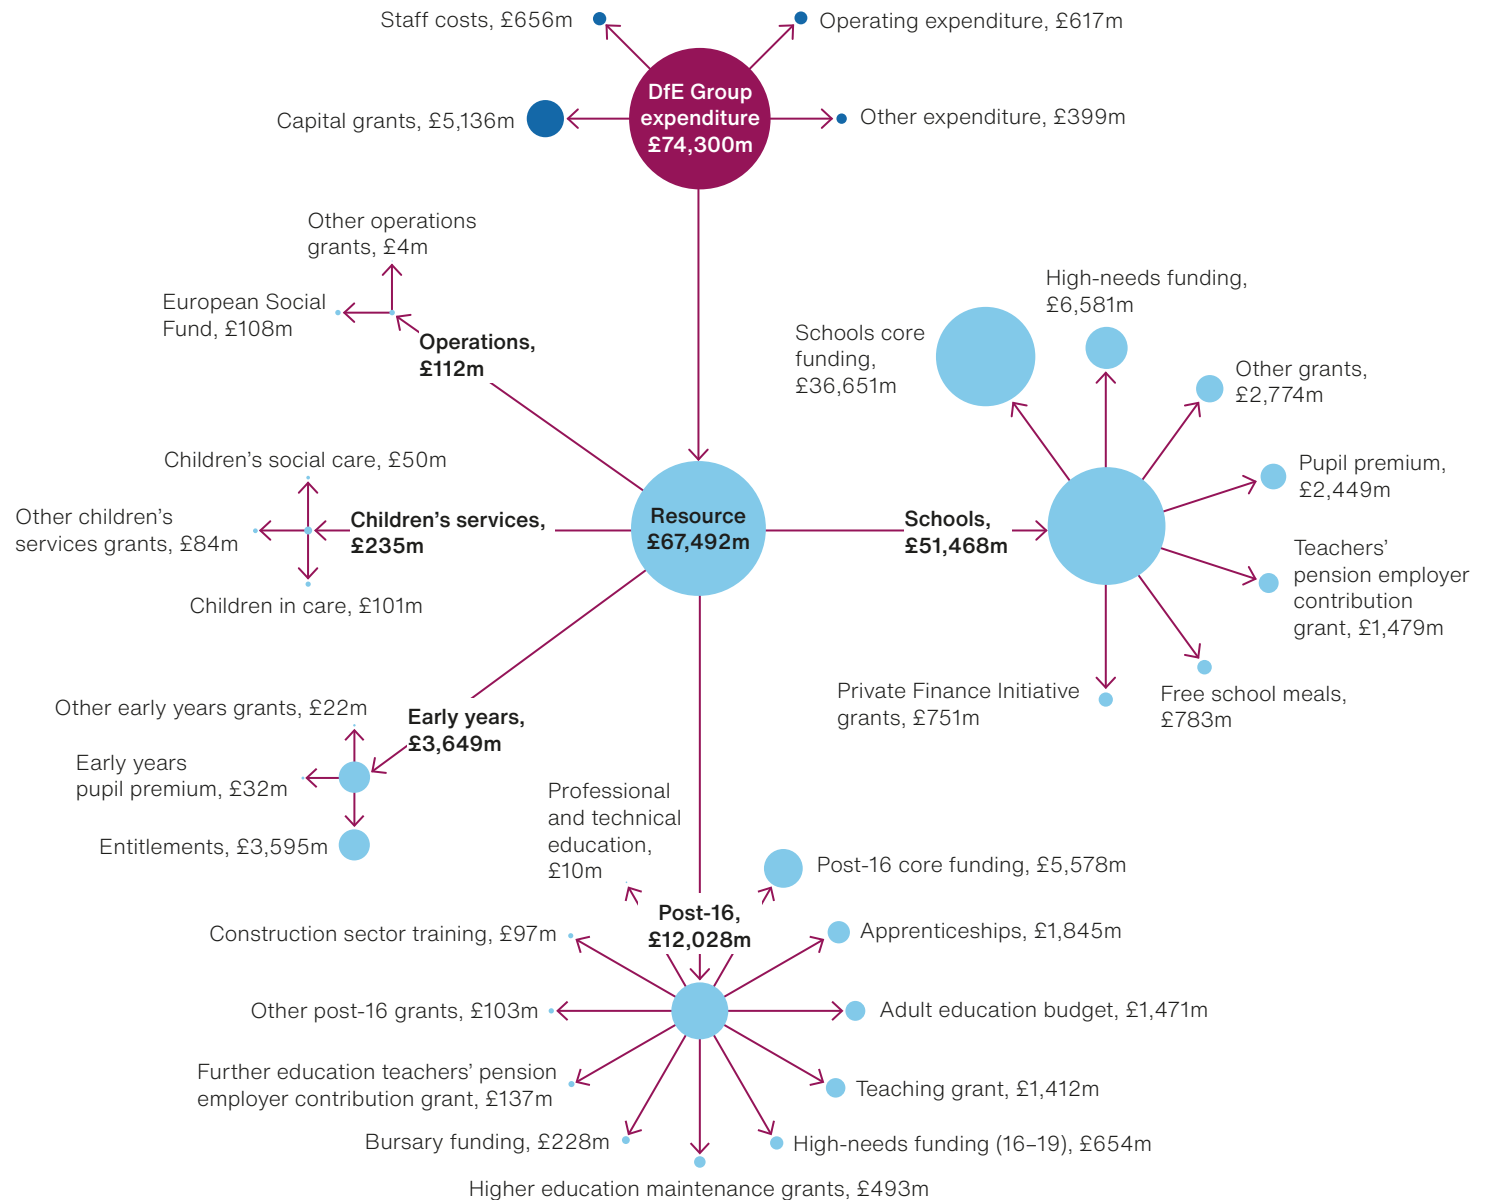 Staff costs, £656m
Operating expenditure, £617m
DfE Group
expenditure
£74,300m
Capital grants, £5,136m
Other expenditure, £399m
Other operations
grants, £4m
European Social
Fund, £108m
Operations,
£112m
High-needs funding,
£6,581m
Schools core
funding,
£36,651m
Other grants,
£2,774m
Pupil premium,
£2,449m
Children’s social care, £50m
Other children’s
services grants, £84m
Children’s services,
£235m
Children in care, £101m
Resource
£67,492m
Schools,
£51,468m
Teachers’
pension employer
contribution
grant, £1,479m
Private Finance Initiative
grants, £751m
Free school meals,
£783m
Other early years grants, £22m
Early years,
£3,649m
Early years
pupil premium, £32m
Entitlements, £3,595m
Professional
and technical
education,
£10m
Post-16 core funding, £5,578m
Post-16,
£12,028m
Construction sector training, £97m
Apprenticeships, £1,845m
Other post-16 grants, £103m
Adult education budget, £1,471m
Further education teachers’ pension
employer contribution grant, £137m
Teaching grant, £1,412m
Bursary funding, £228m
High-needs funding (16–19), £654m
Higher education maintenance grants, £493m